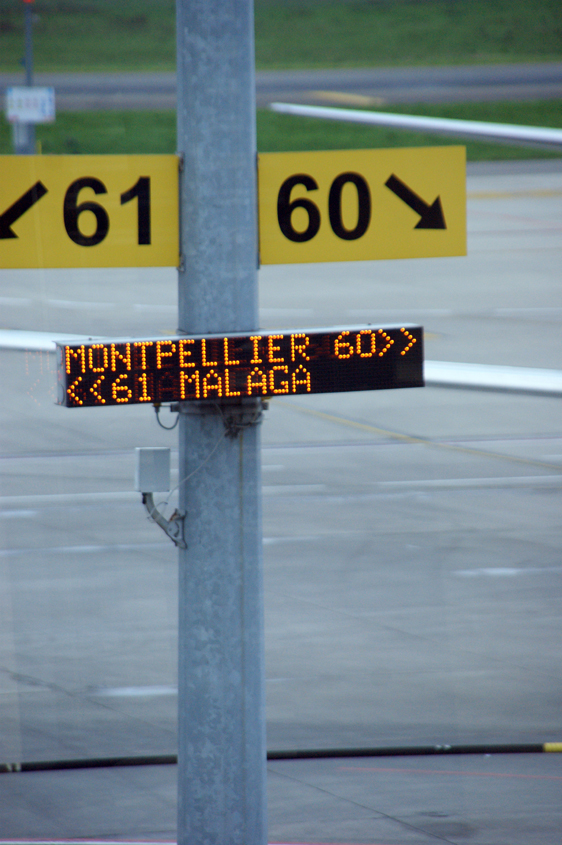 ↙ 61
60 ↘
MONTPELLIER 60>>
<<61 MALAGA